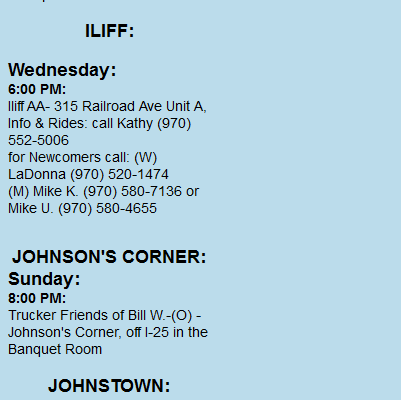 ILIFF:
Wednesday:
6:00 PM:
Iliff AA- 315 Railroad Ave Unit A,
Info & Rides: call Kathy (970)
552-5006
for Newcomers call: (W)
LaDonna (970) 520-1474
(M) Mike K. (970) 580-7136 or
Mike U. (970) 580-4655
JOHNSON'S CORNER:
Sunday:
8:00 PM:
Trucker Friends of Bill W.-(O) -
Johnson's Corner, off I-25 in the
Banquet Room
JOHNSTOWN: